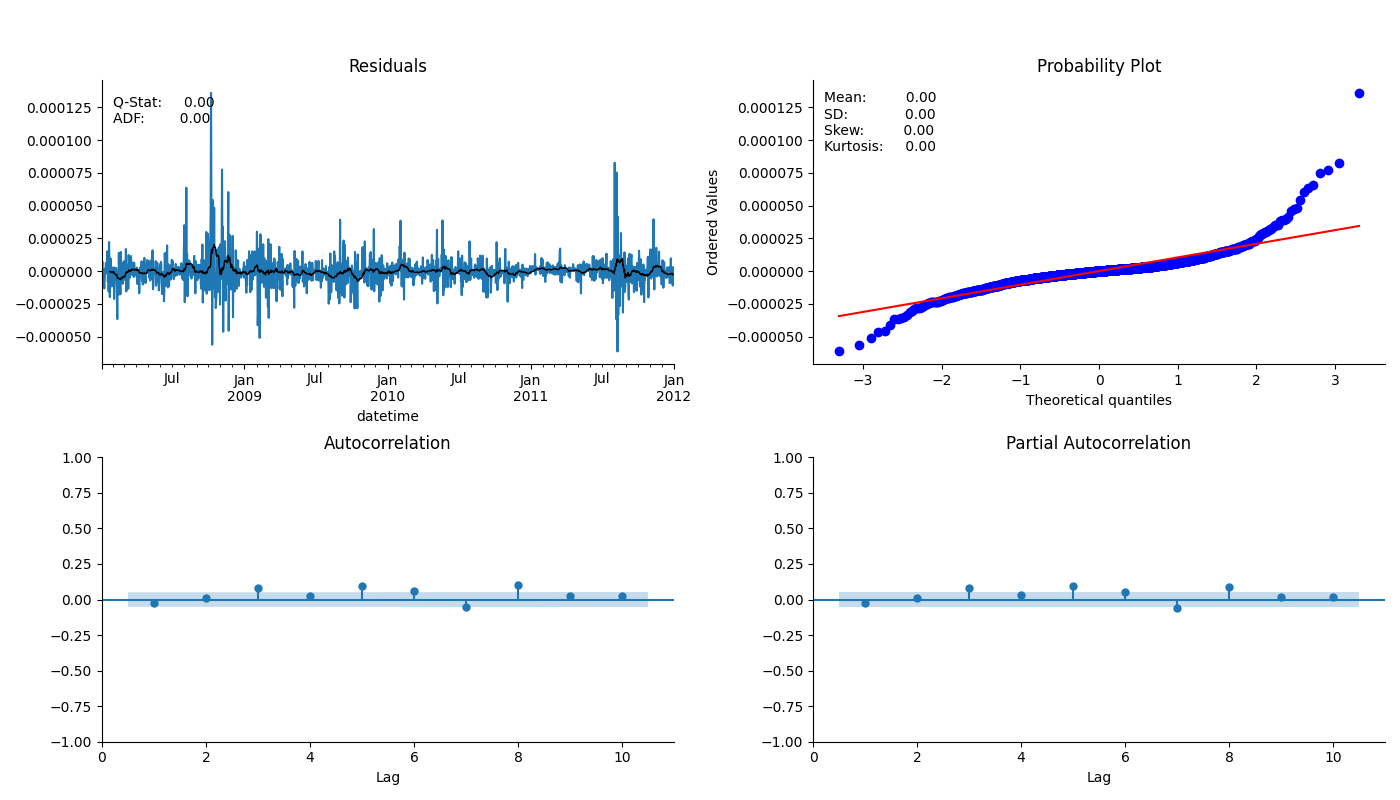 Residuals
Q-Stat: 0.00
ADF: 0.00
0.000125
0.000100
0.000075
0.000050
0.000025
0.000000
−0.000025
−0.000050
Jul Jan Jul Jan Jul Jan Jul Jan
2009 2010 2011 2012
datetime
Probability Plot
Mean: 0.00
SD: 0.00
Skew: 0.00
Kurtosis: 0.00
Ordered Values
0.000125
0.000100
0.000075
0.000050
0.000025
0.000000
−0.000025
−0.000050
−3 −2 −1 0 1 2 3
Theoretical quantiles
Autocorrelation
1.00
0.75
0.50
0.25
0.00
−0.25
−0.50
−0.75
−1.00
0 2 4 6 8 10
Lag
Partial Autocorrelation
1.00
0.75
0.50
0.25
0.00
−0.25
−0.50
−0.75
−1.00
0 2 4 6 8 10
Lag